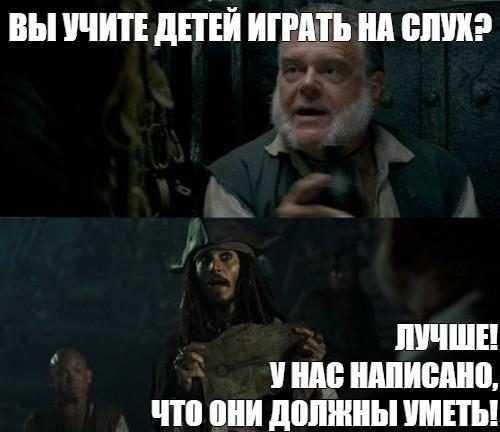 ВЫ УЧИТЕ ДЕТЕЙ ИГРАТЬ НА СЛУХ?
ЛУЧШЕ!
У НАС НАПИСАНО,
ЧТО ОНИ ДОЛЖНЫ УМЕТЬ!